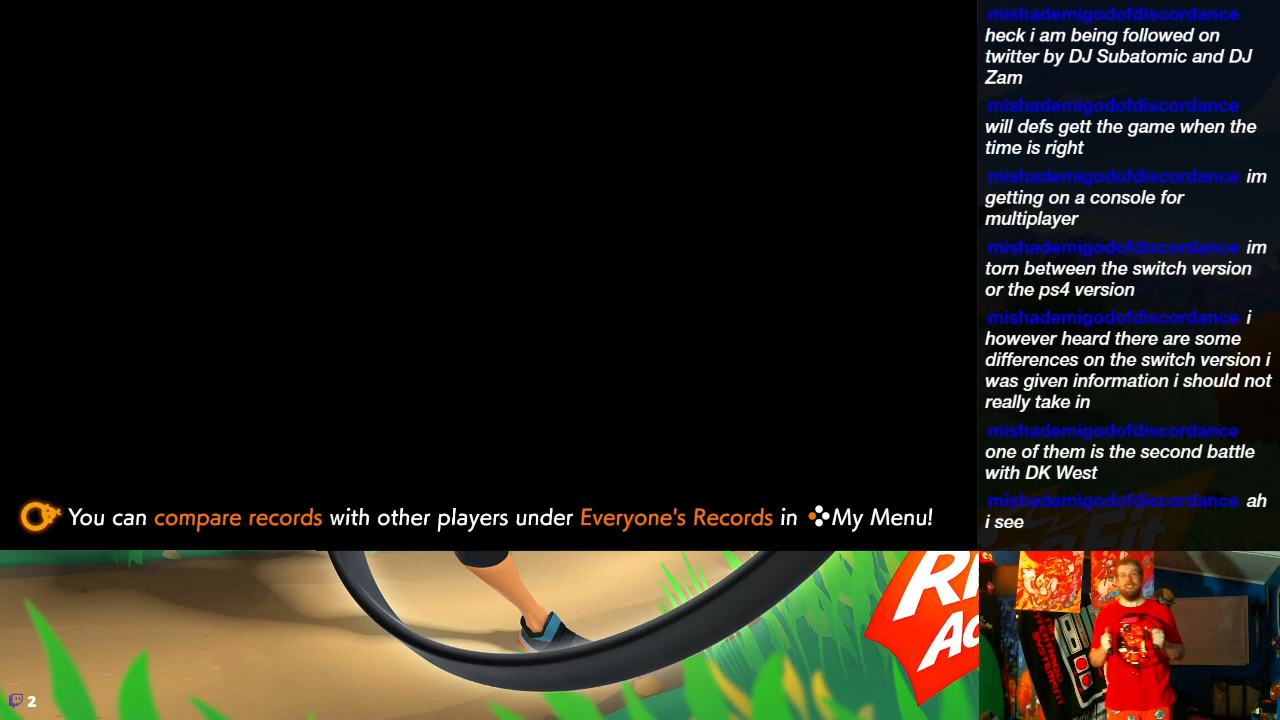 mishademigodofdiscordance
heck i am being followed on
twitter by DJ Subatomic and DJ
Zam
mishademigodofdiscordance
will defs gett the game when the
time is right
mishademigodofdiscordance im
getting on a console for
multiplayer
mishademigodofdiscordance im
torn between the switch version
or the ps4 version
mishademigodofdiscordance i
however heard there are some
differences on the switch version i
was given information i should not
really take in
mishademigodofdiscordance
one of them is the second battle
with DK West
mishademigodofdiscordance ah
i see
You can compare records with other players under Everyone's Records in My Menu!
2